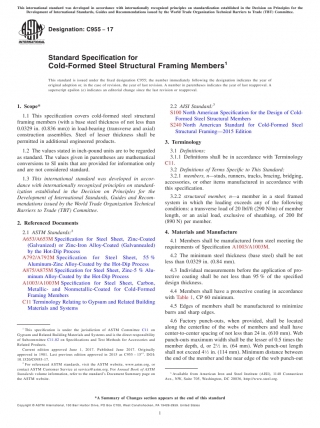 This international standard was developed in accordance with internationally recognized principles on standardization established in the Decision on Principles for the
Development of International Standards, Guides and Recommendations issued by the World Trade Organization Technical Barriers to Trade (TBT) Committee.
Designation: C955 − 17
Standard Specification for
Cold-Formed Steel Structural Framing Members1
This standard is issued under the fixed designation C955; the number immediately following the designation indicates the year of
original adoption or, in the case of revision, the year of last revision. A number in parentheses indicates the year of last reapproval. A
superscript epsilon (ε) indicates an editorial change since the last revision or reapproval.
1. Scope*
1.1 This specification covers cold-formed steel structural
framing members (with a base steel thickness of not less than
0.0329 in. (0.836 mm)) in load-bearing (transverse and axial)
construction assemblies. Steel of lesser thickness shall be
permitted in additional engineered products.
1.2 The values stated in inch-pound units are to be regarded
as standard. The values given in parentheses are mathematical
conversions to SI units that are provided for information only
and are not considered standard.
1.3 This international standard was developed in accor-
dance with internationally recognized principles on standard-
ization established in the Decision on Principles for the
Development of International Standards, Guides and Recom-
mendations issued by the World Trade Organization Technical
Barriers to Trade (TBT) Committee.
2. Referenced Documents
2.1 ASTM Standards:2
A653/A653M Specification for Steel Sheet, Zinc-Coated
(Galvanized) or Zinc-Iron Alloy-Coated (Galvannealed)
by the Hot-Dip Process
A792/A792M Specification for Steel Sheet, 55 %
Aluminum-Zinc Alloy-Coated by the Hot-Dip Process
A875/A875M Specification for Steel Sheet, Zinc-5 % Alu-
minum Alloy-Coated by the Hot-Dip Process
A1003/A1003M Specification for Steel Sheet, Carbon,
Metallic- and Nonmetallic-Coated for Cold-Formed
Framing Members
C11 Terminology Relating to Gypsum and Related Building
Materials and Systems
1 This specification is under the jurisdiction of ASTM Committee C11 on
Gypsum and Related Building Materials and Systems and is the direct responsibility
of Subcommittee C11.02 on Specifications and Test Methods for Accessories and
Related Products.
2 For referenced ASTM standards, visit the ASTM website, www.astm.org, or
contact ASTM Customer Service at service@astm.org. For Annual Book of ASTM
Standards volume information, refer to the standard's Document Summary page on
the ASTM website.
2.2 AISI Standard:3
S100 North American Specification for the Design of Cold-
Formed Steel Structural Members
S240 North American Standard for Cold-Formed Steel
Structural Framing—2015 Edition
3. Terminology
3.1 Definitions:
3.1.1 Definitions shall be in accordance with Terminology
C11.
3.2 Definitions of Terms Specific to This Standard:
3.2.1 members, n—studs, runners, tracks, bracing, bridging,
accessories, or other items manufactured in accordance with
this specification.
3.2.2 structural member, n—a member in a steel framed
system in which the loading exceeds any of the following
conditions: a transverse load of 20 lbf/ft (290 N/m) of member
length, or an axial load, exclusive of sheathing, of 200 lbf
(890 N) per member.
4. Materials and Manufacture
4.1 Members shall be manufactured from steel meeting the
requirements of Specification A1003/A1003M.
4.2 The minimum steel thickness (base steel) shall be not
less than 0.0329 in. (0.84 mm).
4.3 Individual measurements before the application of pro-
tective coating shall be not less than 95 % of the specified
design thickness.
4.4 Members shall have a protective coating in accordance
with Table 1, CP 60 minimum.
4.5 Edges of members shall be manufactured to minimize
burrs and sharp edges.
4.6 Factory punch-outs, when provided, shall be located
along the centerline of the webs of members and shall have
center-to-center spacing of not less than 24 in. (610 mm). Web
punch-outs maximum width shall be the lesser of 0.5 times the
member depth, d, or 2½ in. (64 mm). Web punch-out length
shall not exceed 4½ in. (114 mm). Minimum distance between
the end of the member and the near edge of the web punch-out
3 Available from American Iron and Steel Institute (AISI), 1140 Connecticut
Ave., NW, Suite 705, Washington, DC 20036, http://www.steel.org.
*A Summary of Changes section appears at the end of this standard
Copyright © ASTM International, 100 Barr Harbor Drive, PO Box C700, West Conshohocken, PA 19428-2959. United States
1